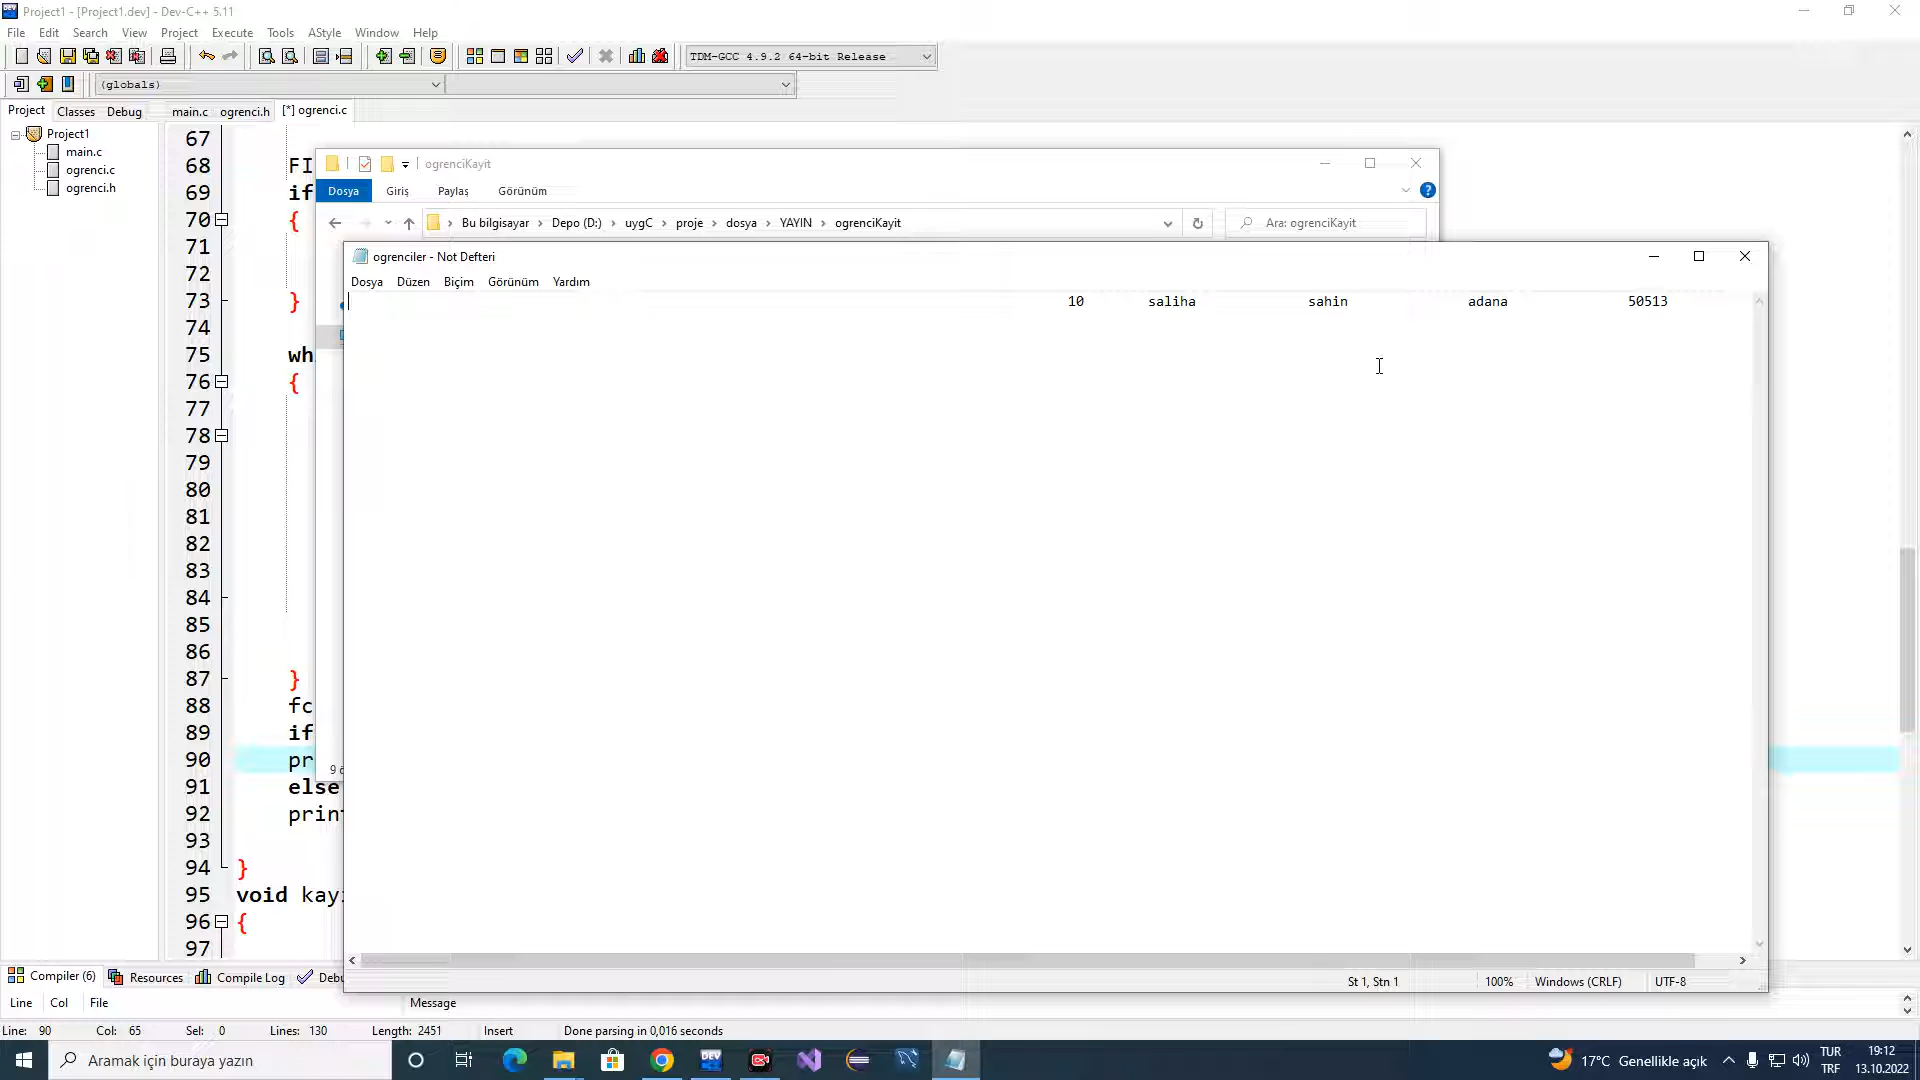 Project1 - [Project1.dev] - Dev-C++ 5.11
File Edit Search View Project Execute Tools AStyle Window Help
TDM-GCC 4.9.2 64-bit Release
(globals)
Project Classes Debug main.c ogrenci.h [*] ogrenci.c
Project1
main.c
ogrenci.c
ogrenci.h
67
68 FI
69 if
70 {
71
72
73 }
74
75 wh
76 {
77
78
79
80
81
82
83
84
85
86
87 }
88 fc
89 if
90 pr
91 else
92 print
93
94 }
95 void kayi
96 {
97
ogrenciKayit
Dosya Giriş Paylaş Görünüm
Bu bilgisayar > Depo (D:) > uygC > proje > dosya > YAYIN > ogrenciKayit
Ara: ogrenciKayit
9 ö
ogrenciler - Not Defteri
Dosya Düzen Biçim Görünüm Yardım
10 saliha sahin adana 50513
St 1, Stn 1 100% Windows (CRLF) UTF-8
Compiler (6) Resources Compile Log Debu
Line Col File Message
Line: 90 Col: 65 Sel: 0 Lines: 130 Length: 2451 Insert Done parsing in 0,016 seconds
Aramak için buraya yazın
DEV
17°C Genellikle açık
TUR
TRF
19:12
13.10.2022